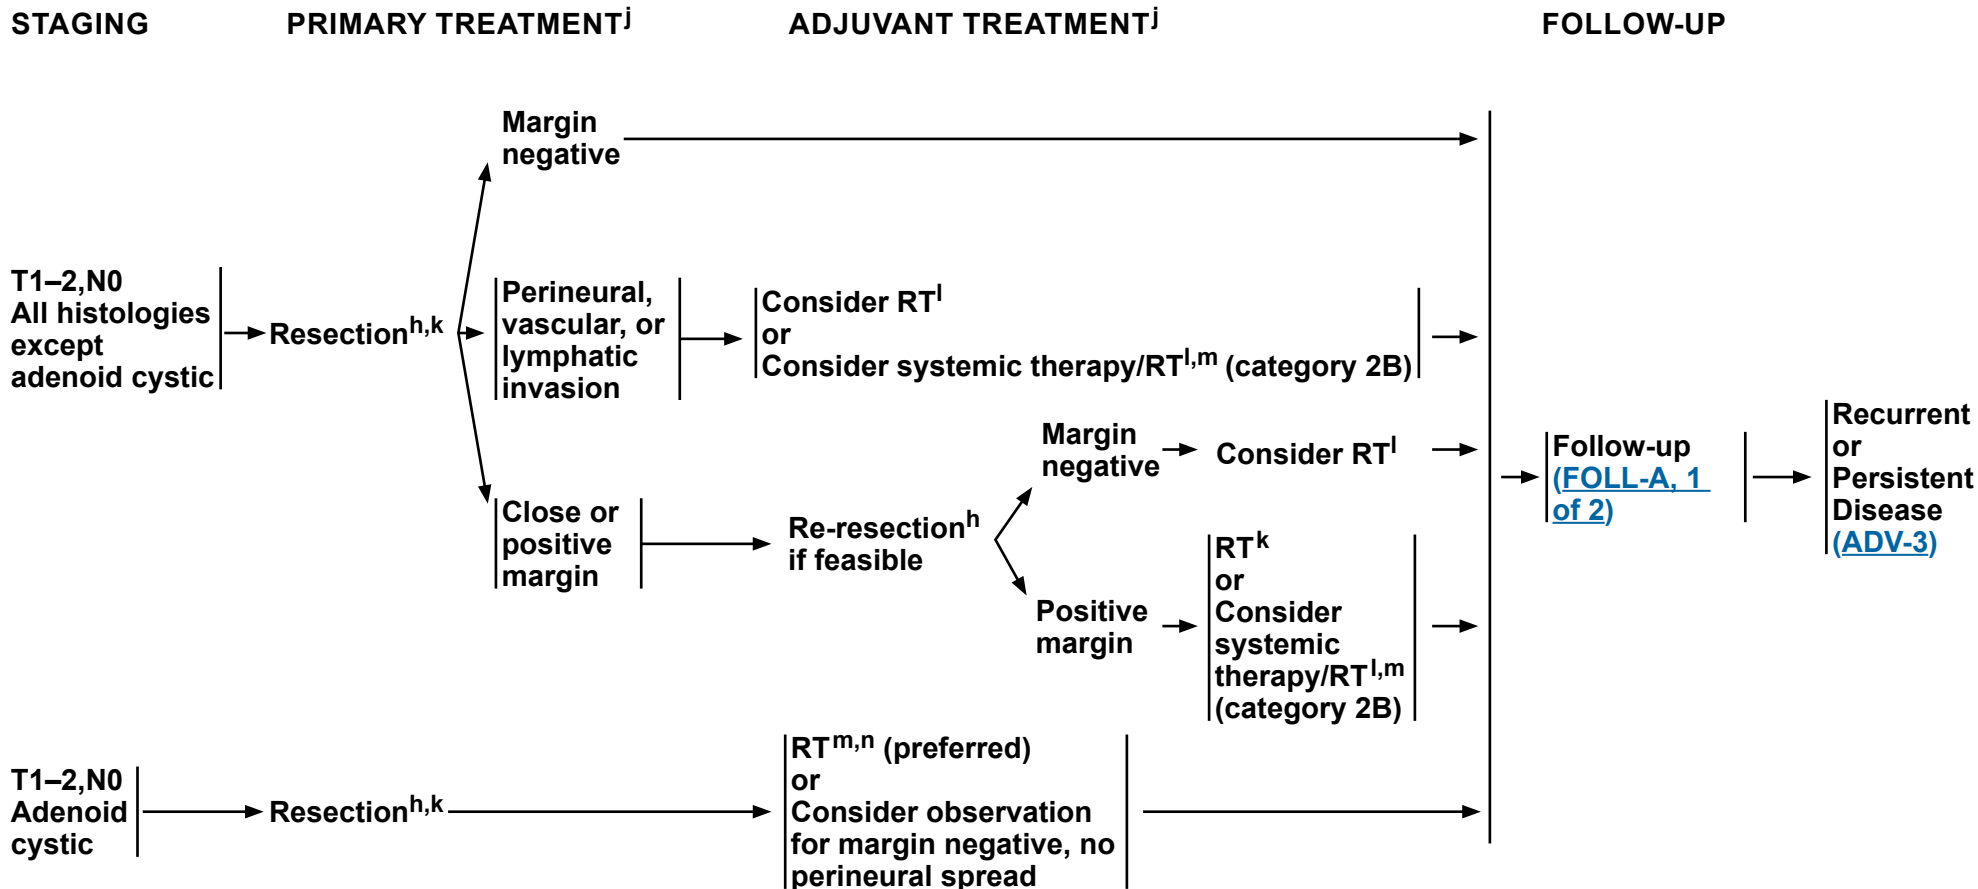 STAGING
PRIMARY TREATMENTj
ADJUVANT TREATMENTj
FOLLOW-UP
Margin
negative
T1–2,N0
All histologies
except
adenoid cystic
Resectionh,k
Perineural,
vascular, or
lymphatic
invasion
Consider RTl
or
Consider systemic therapy/RTl,m (category 2B)
Close or
positive
margin
Re-resectionh
if feasible
Margin
negative
Consider RTl
Positive
margin
RTk
or
Consider
systemic
therapy/RTl,m
(category 2B)
T1–2,N0
Adenoid
cystic
Resectionh,k
RTm,n (preferred)
or
Consider observation
for margin negative, no
perineural spread
Follow-up
(FOLL-A, 1
of 2)
Recurrent
or
Persistent
Disease
(ADV-3)